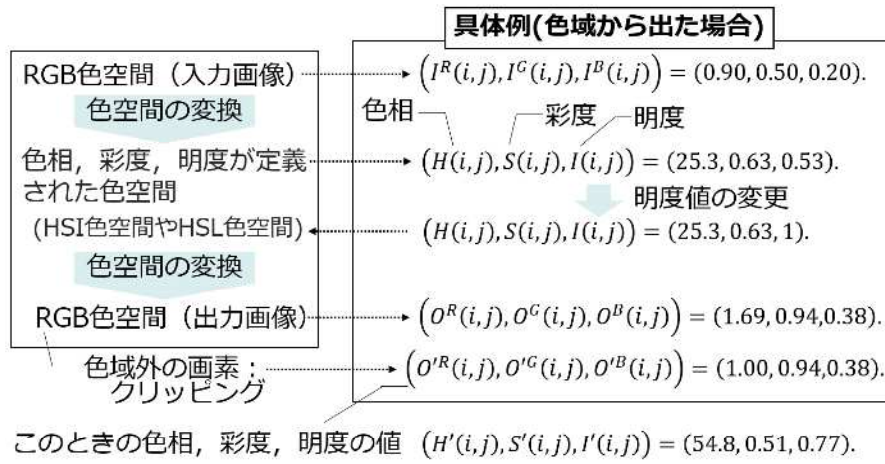 具体例(色域から出た場合)
RGB色空間（入力画像） (I^R(i,j), I^G(i,j), I^B(i,j)) = (0.90, 0.50, 0.20).
色空間の変換
色相 彩度 明度
色相，彩度，明度が定義 (H(i,j), S(i,j), I(i,j)) = (25.3, 0.63, 0.53).
された色空間
明度値の変更
(HSI色空間やHSL色空間) (H(i,j), S(i,j), I(i,j)) = (25.3, 0.63, 1).
色空間の変換
RGB色空間（出力画像） (O^R(i,j), O^G(i,j), O^B(i,j)) = (1.69, 0.94,0.38).
色域外の画素： (O'^R(i,j), O'^G(i,j), O'^B(i,j)) = (1.00, 0.94,0.38).
クリッピング
このときの色相，彩度，明度の値 (H'(i,j), S'(i,j), I'(i,j)) = (54.8, 0.51, 0.77).